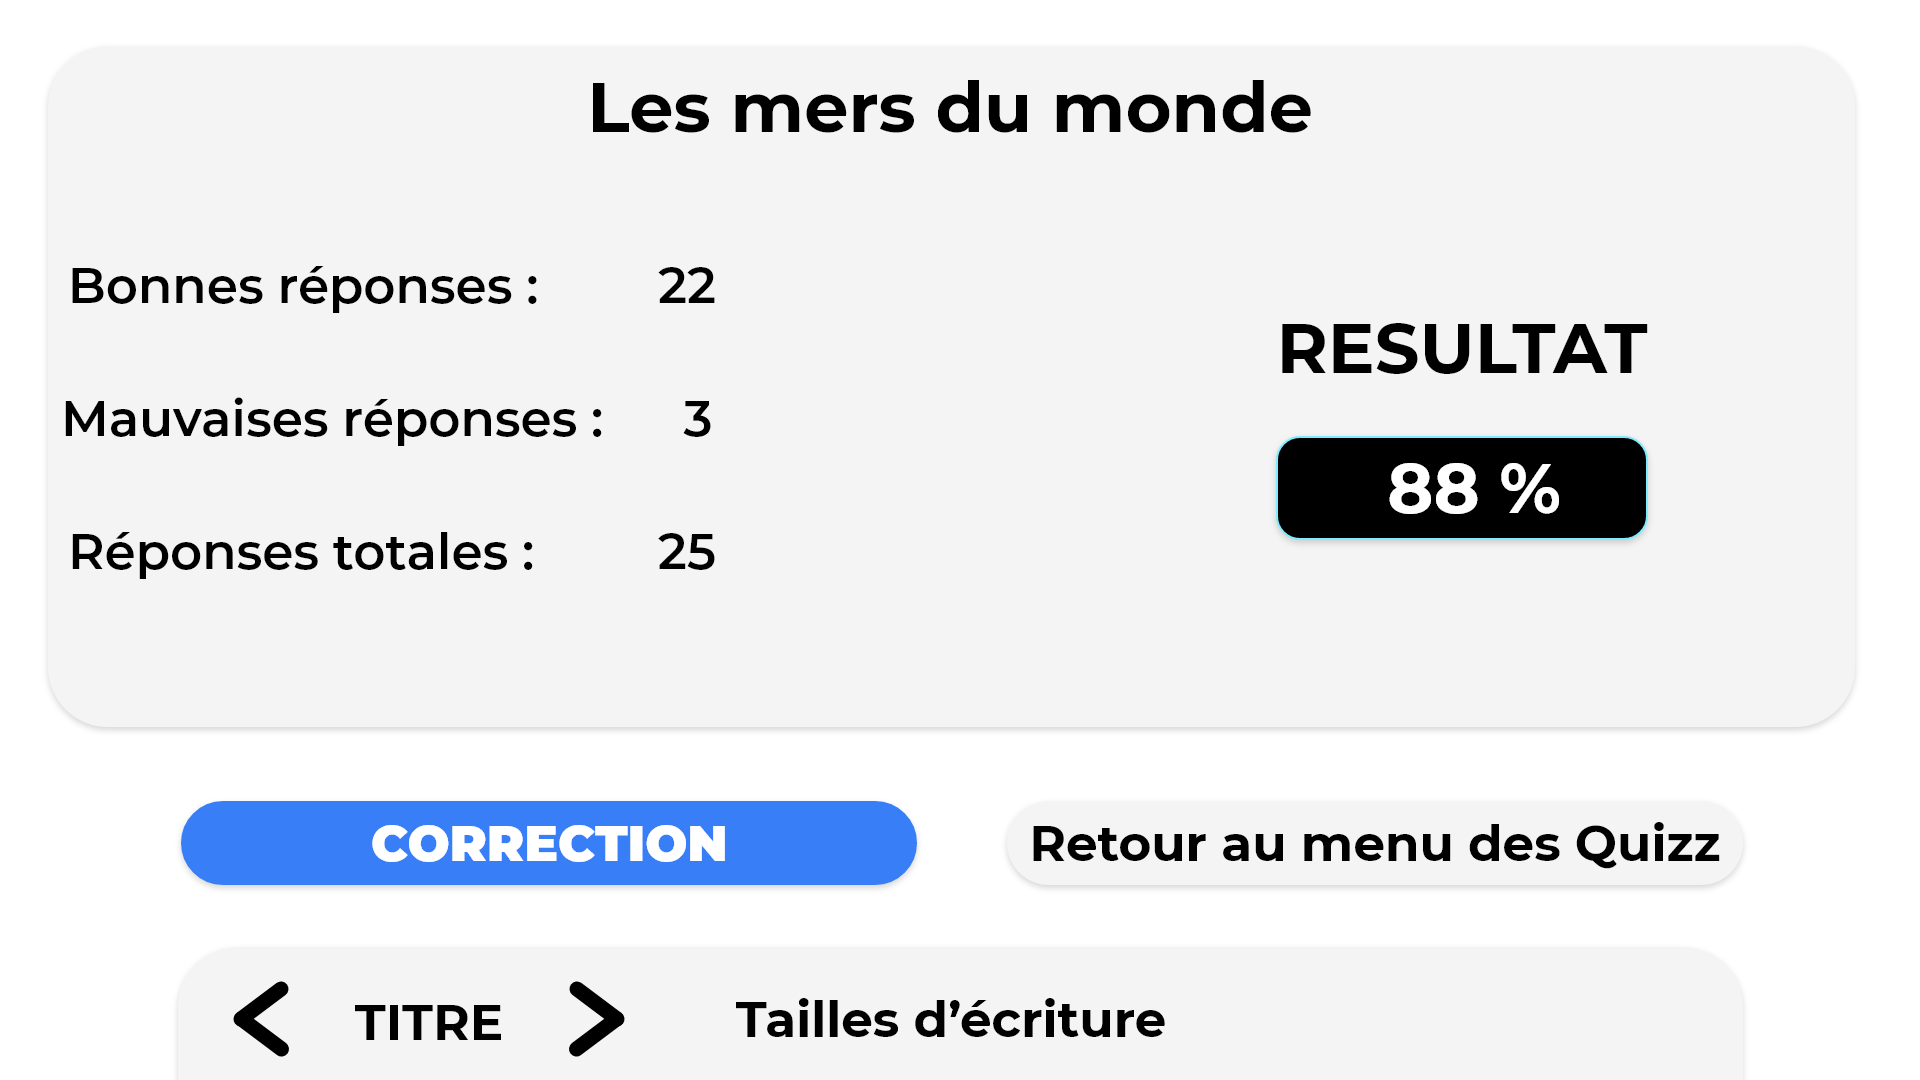 Les mers du monde
Bonnes réponses : 22
Mauvaises réponses : 3
Réponses totales : 25
RESULTAT
88 %
CORRECTION
Retour au menu des Quizz
TITRE
Tailles d’écriture